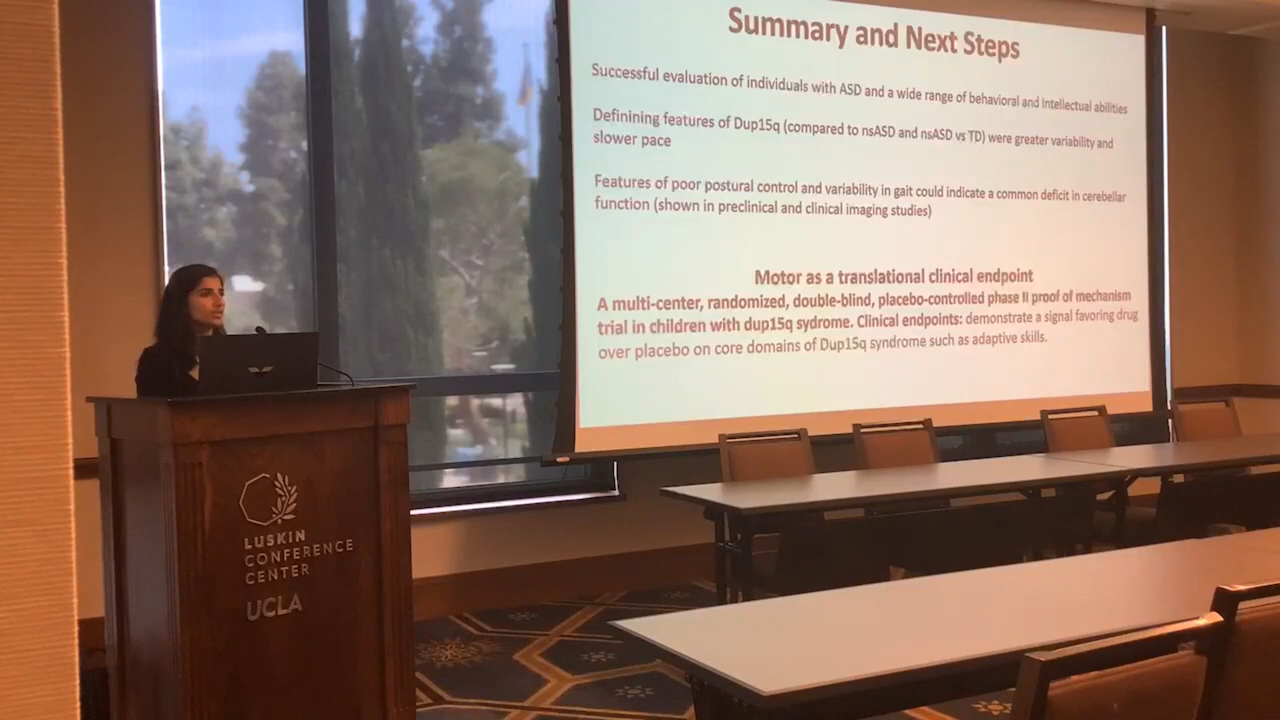 Summary and Next Steps
Successful evaluation of individuals with ASD and a wide range of behavioral and Intellectual abilities
Definining features of Dup15q (compared to nsASD and nsASD vs TD) were greater variability and
slower pace
Features of poor postural control and variability in gait could indicate a common deficit in cerebellar
function (shown in preclinical and clinical imaging studies)
Motor as a translational clinical endpoint
A multi-center, randomized, double-blind, placebo-controlled phase II proof of mechanism
trial in children with dup15q sydrome. Clinical endpoints: demonstrate a signal favoring drug
over placebo on core domains of Dup15q syndrome such as adaptive skills.
LUSKIN
CONFERENCE
CENTER
UCLA